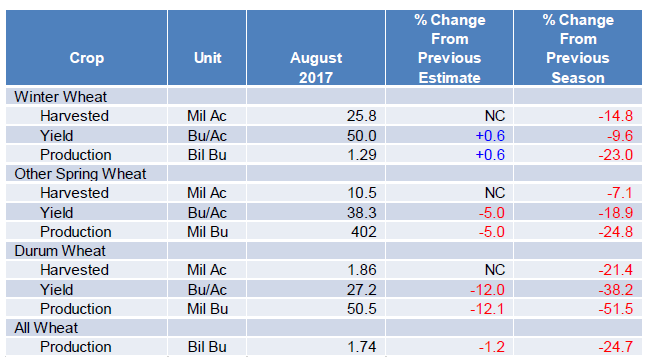 Crop Unit August 2017 % Change From Previous Estimate % Change From Previous Season
Winter Wheat
Harvested Mil Ac 25.8 NC -14.8
Yield Bu/Ac 50.0 +0.6 -9.6
Production Bil Bu 1.29 +0.6 -23.0
Other Spring Wheat
Harvested Mil Ac 10.5 NC -7.1
Yield Bu/Ac 38.3 -5.0 -18.9
Production Mil Bu 402 -5.0 -24.8
Durum Wheat
Harvested Mil Ac 1.86 NC -21.4
Yield Bu/Ac 27.2 -12.0 -38.2
Production Mil Bu 50.5 -12.1 -51.5
All Wheat
Production Bil Bu 1.74 -1.2 -24.7